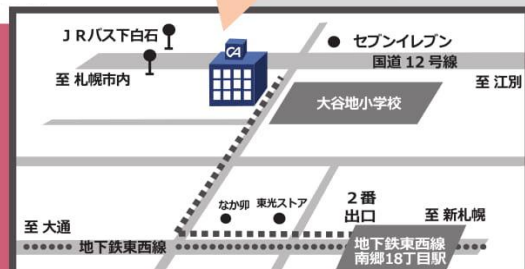 JRバス下白石
CA
セブンイレブン
国道12号線
至 札幌市内
至 江別
大谷地小学校
なか卯
東光ストア
2番
出口
至 大通
至 新札幌
地下鉄東西線
地下鉄東西線
南郷18丁目駅